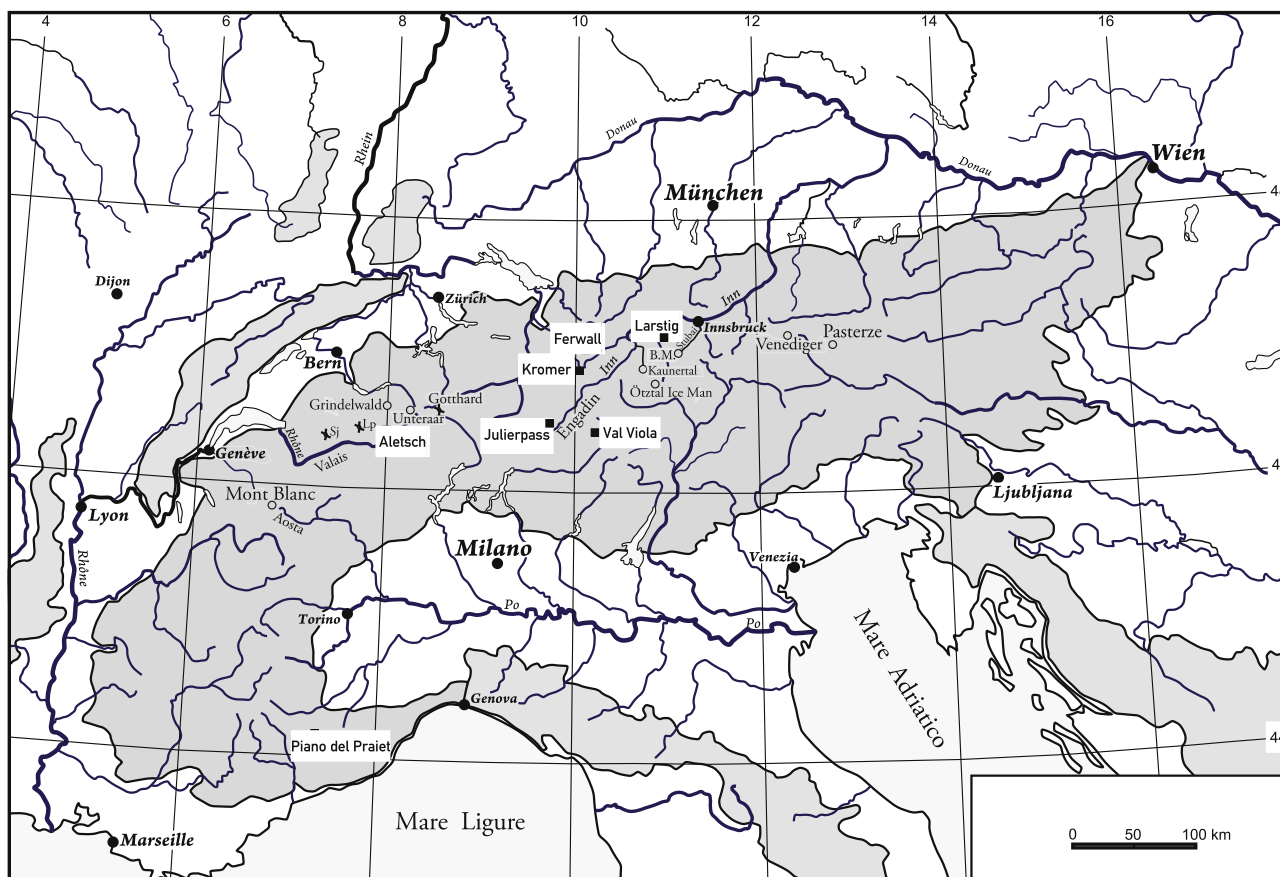 4
6
8
10
12
14
16
Rhein
Donau
Donau
Wien
München
Dijon
Zürich
Bern
Inn
Innsbruck
Larstig
Ferwall
Kromer
Inn
B.M.
Stubai
Kaunertal
Ötztal Ice Man
Venediger
Pasterze
Grindelwald
Unteraar
Gotthard
Sj
Lp
Aletsch
Julierpass
Engadin
Val Viola
Rhône
Valais
Genève
Mont Blanc
Aosta
Lyon
Rhône
Milano
Venezia
Ljubljana
Torino
Po
Po
Genova
Mare Adriatico
Piano del Praiet
44
Mare Ligure
Marseille
0 50 100 km